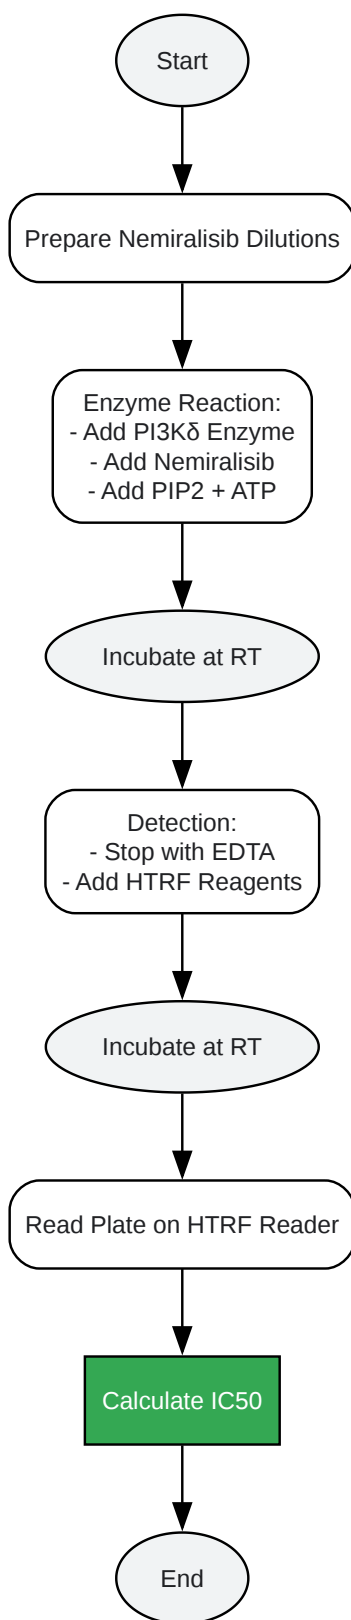 Start
Prepare Nemiralisib Dilutions
Enzyme Reaction:
- Add PI3Kδ Enzyme
- Add Nemiralisib
- Add PIP2 + ATP
Incubate at RT
Detection:
- Stop with EDTA
- Add HTRF Reagents
Incubate at RT
Read Plate on HTRF Reader
Calculate IC50
End